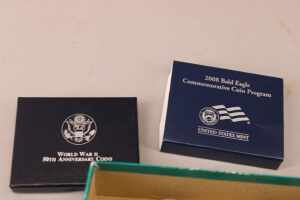 2008 Bald Eagle
Commemorative Coin Program
UNITED STATES MINT
WORLD WAR II
50TH ANNIVERSARY COINS